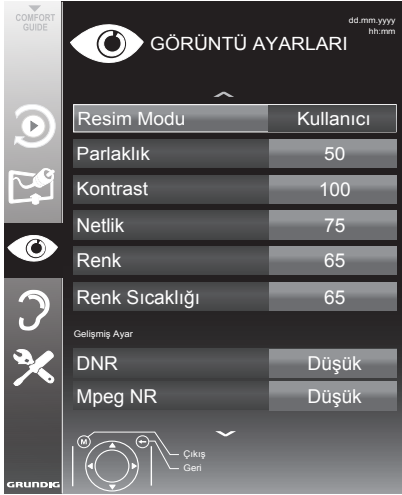 COMFORT
GUIDE
dd.mm.yyyy
hh:mm
GÖRÜNTÜ AYARLARI
Resim Modu Kullanıcı
Parlaklık 50
Kontrast 100
Netlik 75
Renk 65
Renk Sıcaklığı 65
Gelişmiş Ayar
DNR Düşük
Mpeg NR Düşük
M
Çıkış
Geri
GRUNDIG